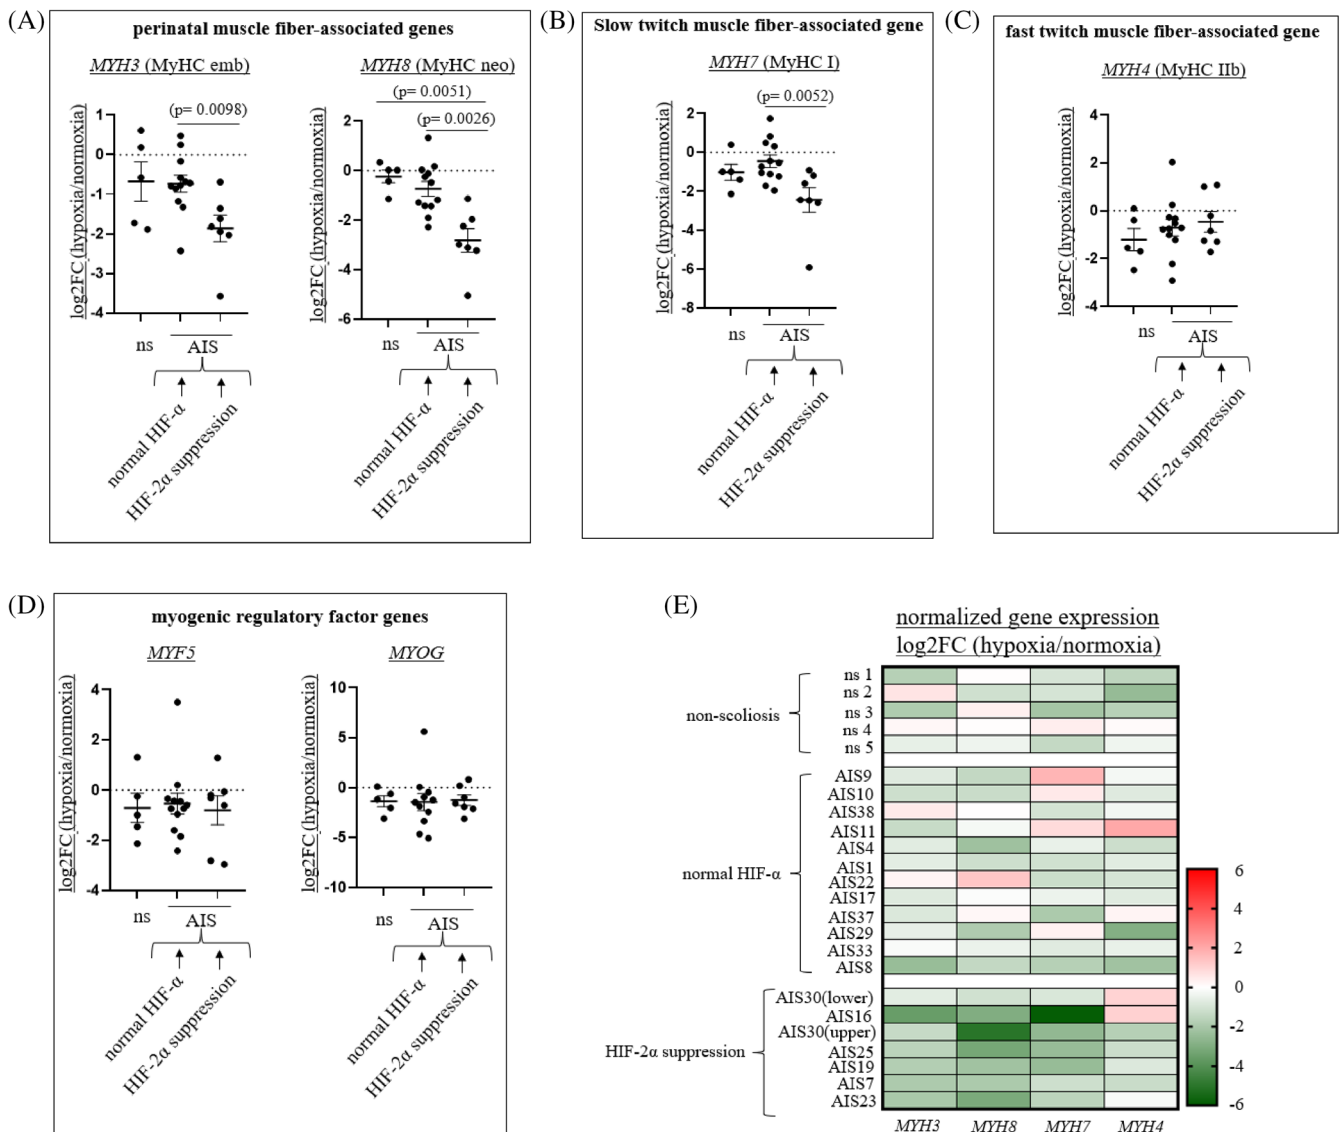 (A)
perinatal muscle fiber-associated genes
MYH3 (MyHC emb)
(p= 0.0098)
log2FC (hypoxia/normoxia)
1
0
-1
-2
-3
-4
ns
AIS
normal HIF-α
HIF-2α suppression
MYH8 (MyHC neo)
(p= 0.0051)
(p= 0.0026)
log2FC (hypoxia/normoxia)
2
0
-2
-4
-6
ns
AIS
normal HIF-α
HIF-2α suppression
(B)
Slow twitch muscle fiber-associated gene
MYH7 (MyHC I)
(p= 0.0052)
log2FC (hypoxia/normoxia)
2
0
-2
-4
-6
-8
ns
AIS
normal HIF-α
HIF-2α suppression
(C)
fast twitch muscle fiber-associated gene
MYH4 (MyHC IIb)
log2FC (hypoxia/normoxia)
4
2
0
-2
-4
ns
AIS
normal HIF-α
HIF-2α suppression
(D)
myogenic regulatory factor genes
MYF5
log2FC (hypoxia/normoxia)
4
2
0
-2
-4
ns
AIS
normal HIF-α
HIF-2α suppression
MYOG
log2FC (hypoxia/normoxia)
10
5
0
-5
-10
ns
AIS
normal HIF-α
HIF-2α suppression
(E)
normalized gene expression
log2FC (hypoxia/normoxia)
non-scoliosis
ns 1
ns 2
ns 3
ns 4
ns 5
normal HIF-α
AIS9
AIS10
AIS38
AIS11
AIS4
AIS1
AIS22
AIS17
AIS37
AIS29
AIS33
AIS8
HIF-2α suppression
AIS30(lower)
AIS16
AIS30(upper)
AIS25
AIS19
AIS7
AIS23
MYH3 MYH8 MYH7 MYH4
6
4
2
0
-2
-4
-6